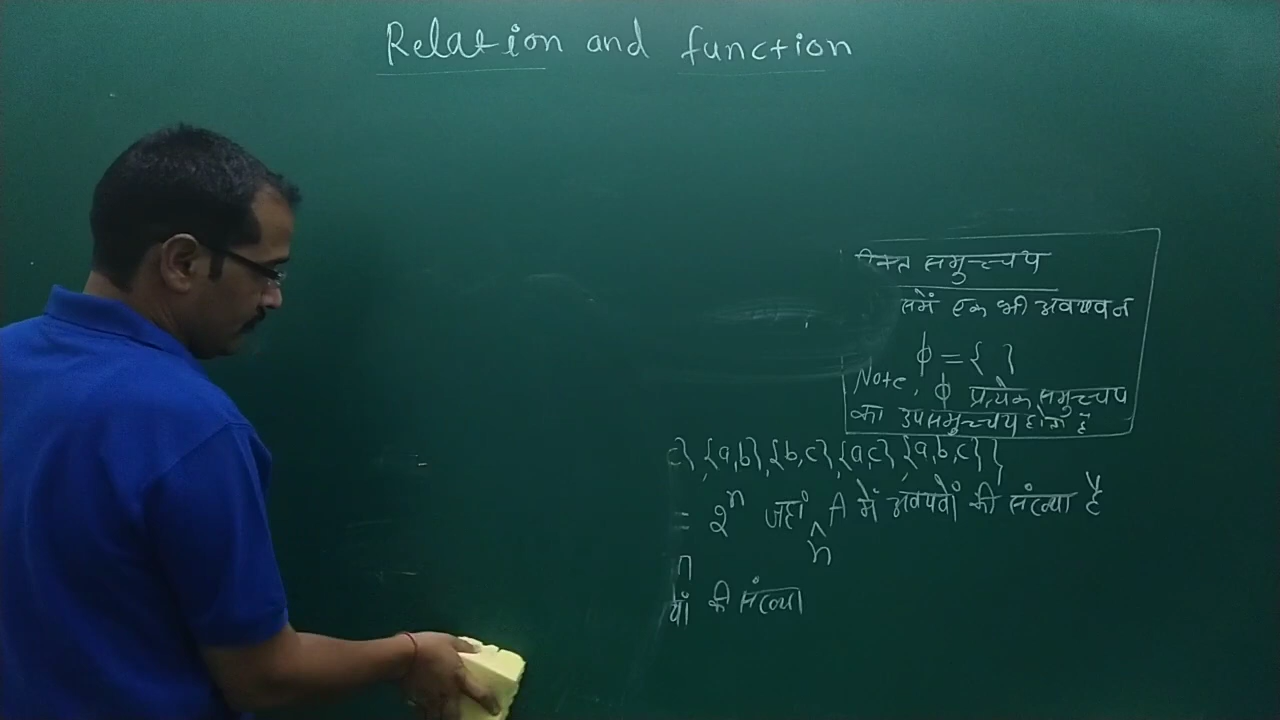 Relation and function
समुच्चय
समें एक भी अवयव न
ϕ = { }
Note, ϕ प्रत्येक समुच्चय
का उपसमुच्चय होता है
c},{a,b},{b,c},{a,c},{a,b,c}}
= 2ⁿ जहां n A में अवयवों की संख्या है
n
यों की संख्या